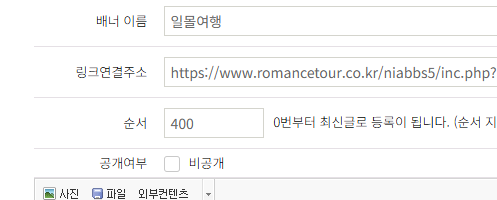 배너 이름 일몰여행
링크연결주소 https://www.romancetour.co.kr/niabbs5/inc.php?
순서 400 0번부터 최신글로 등록이 됩니다. (순서 지
공개여부 비공개
사진 파일 외부컨텐츠